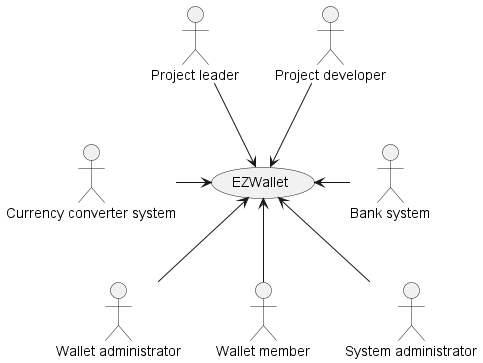 Project leader
Project developer
Currency converter system
EZWallet
Bank system
Wallet administrator
Wallet member
System administrator